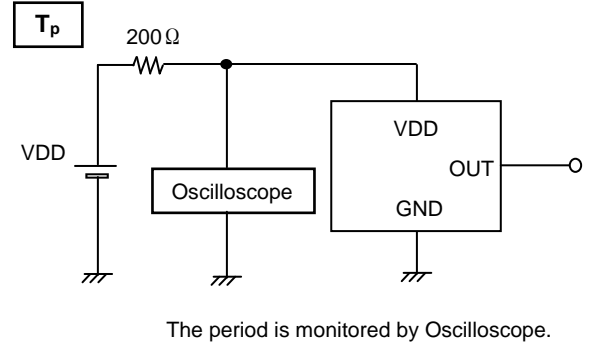 Tp
200Ω
VDD
VDD
OUT
Oscilloscope
GND
The period is monitored by Oscilloscope.